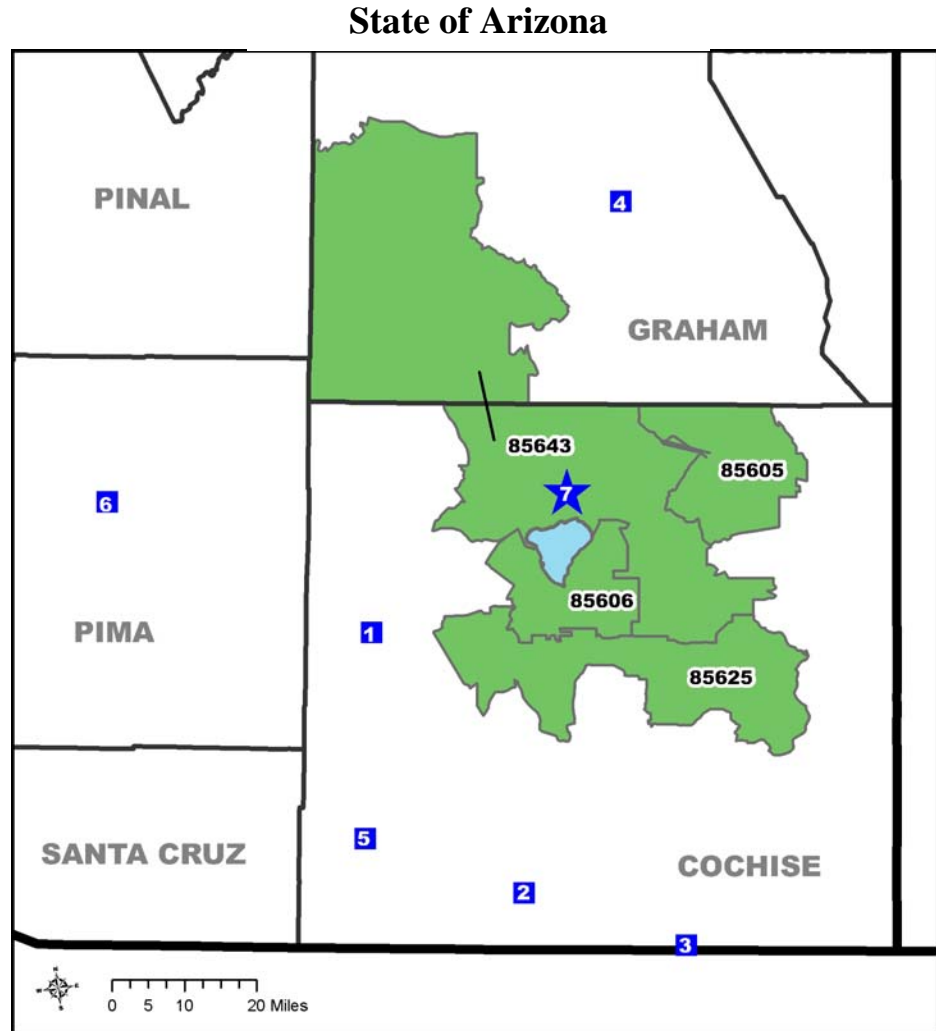 State of Arizona
PINAL
4
GRAHAM
85643
85605
7
6
85606
PIMA
1
85625
SANTA CRUZ
5
COCHISE
2
3
N
W E
S
0 5 10 20 Miles